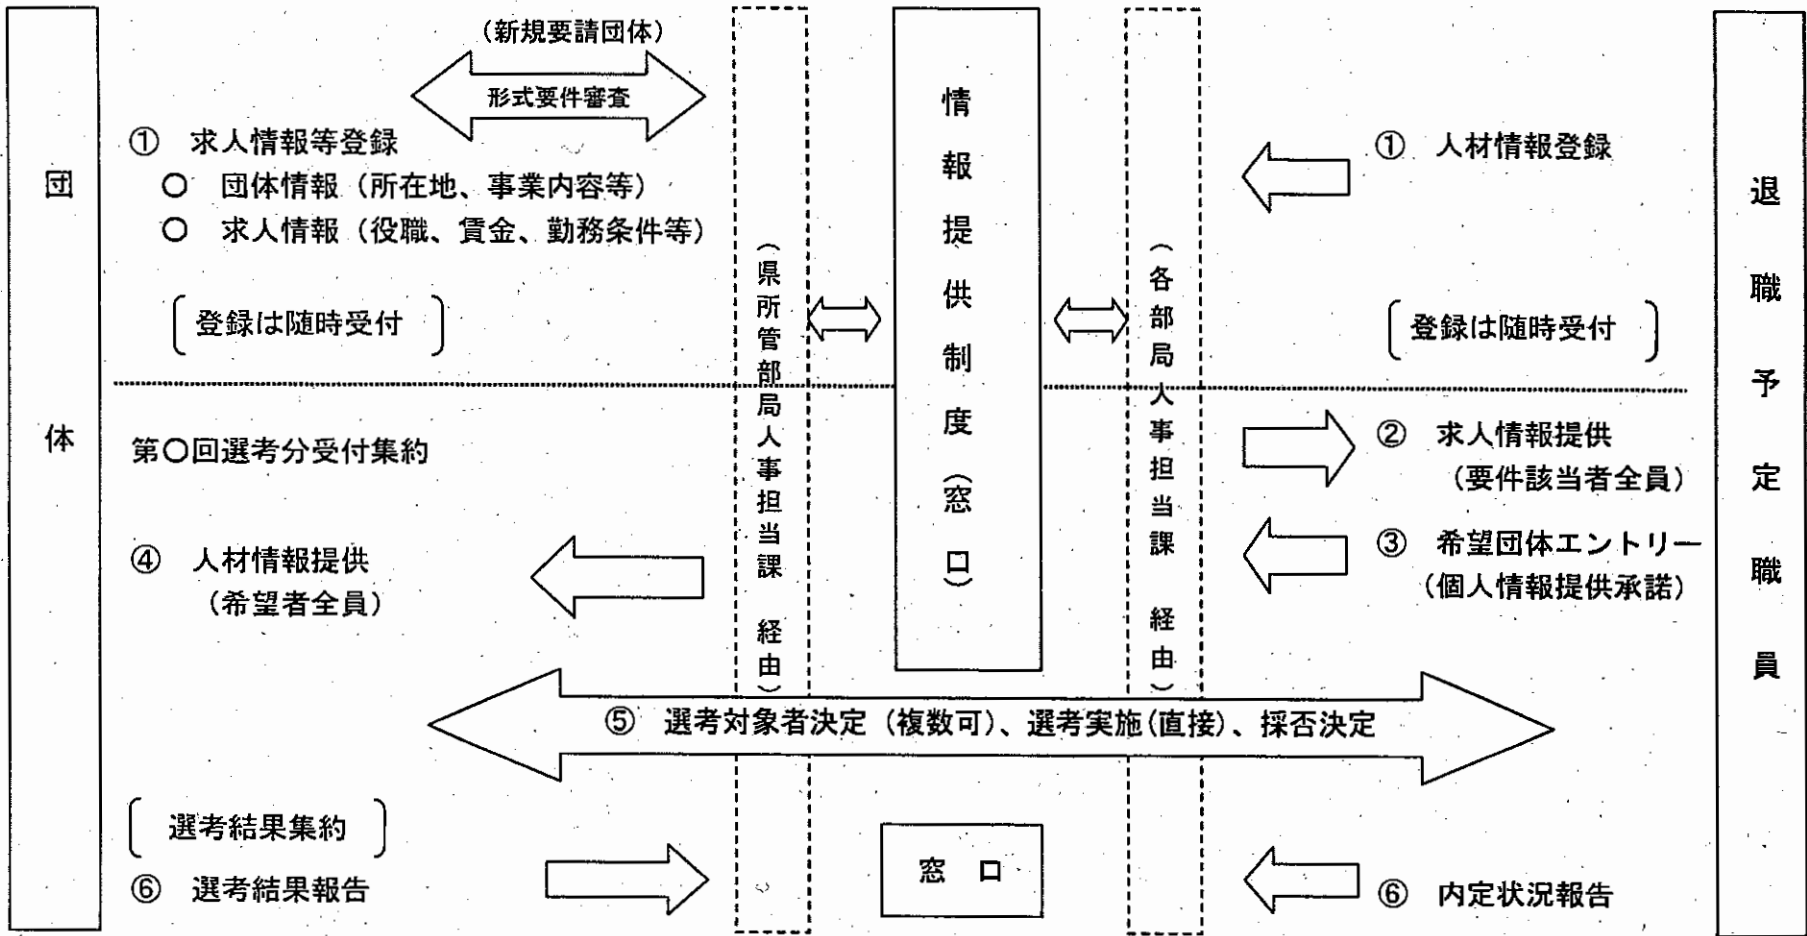 団体
(新規要請団体)
形式要件審査
① 求人情報等登録
○ 団体情報(所在地、事業内容等)
○ 求人情報(役職、賃金、勤務条件等)
〔登録は随時受付〕
第〇回選考分受付集約
④ 人材情報提供
(希望者全員)
(県所管部局人事担当課 経由)
情報提供制度(窓口)
(各部局人事担当課 経由)
① 人材情報登録
〔登録は随時受付〕
② 求人情報提供
(要件該当者全員)
③ 希望団体エントリー
(個人情報提供承諾)
退職予定職員
⑤ 選考対象者決定(複数可)、選考実施(直接)、採否決定
〔選考結果集約〕
⑥ 選考結果報告
窓口
⑥ 内定状況報告